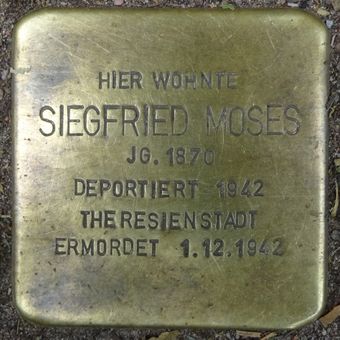 HIER WOHNTE
SIEGFRIED MOSES
JG. 1870
DEPORTIERT 1942
THERESIENSTADT
ERMORDET 1.12.1942